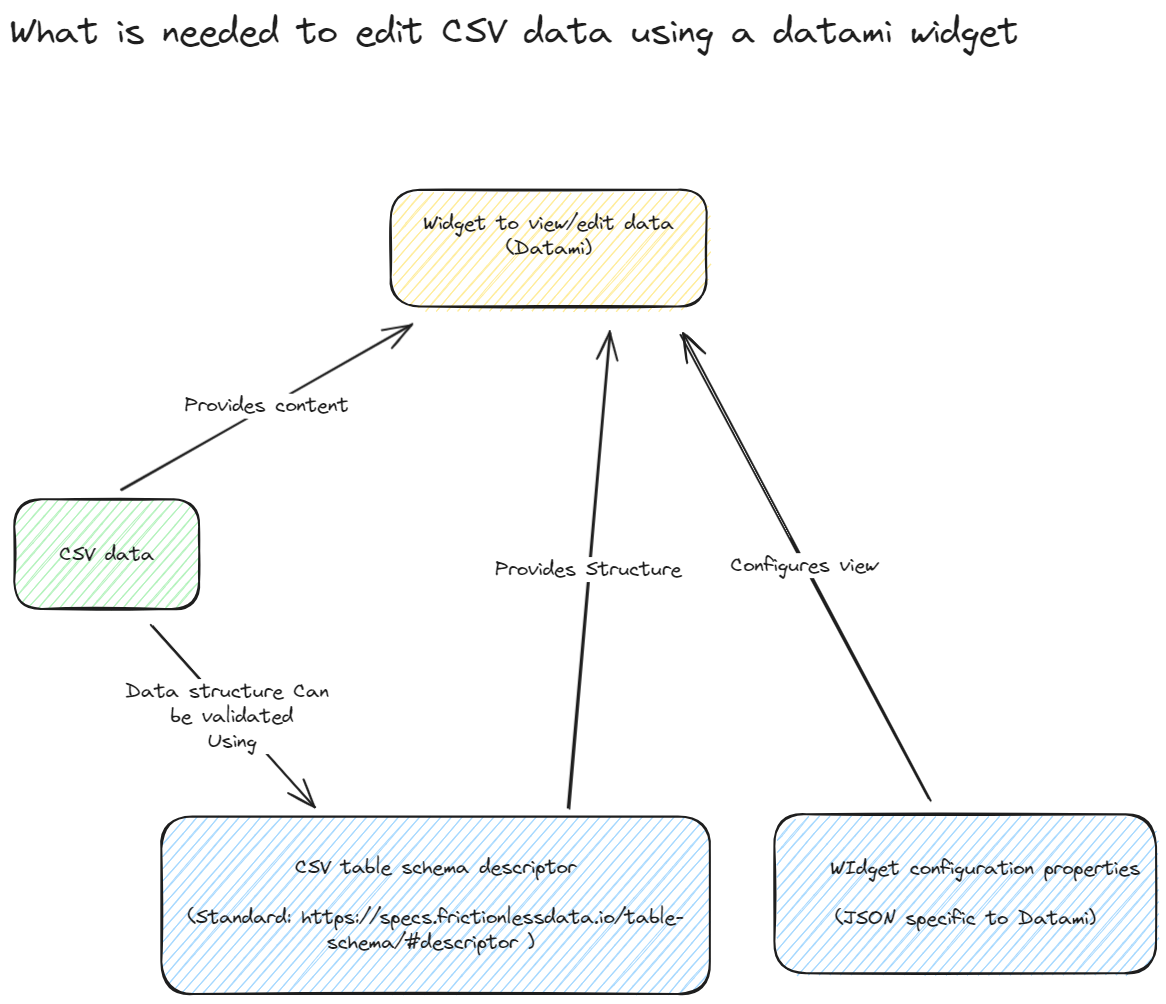 What is needed to edit CSV data using a datami widget
Widget to view/edit data
(Datami)
Provides content
CSV data
Provides Structure
Configures view
Data structure Can
be validated
Using
CSV table schema descriptor
(Standard: https://specs.frictionlessdata.io/table-
schema/#descriptor )
WIdget configuration properties
(JSON specific to Datami)